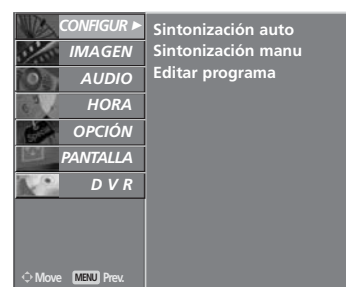 CONFIGUR ►
IMAGEN
AUDIO
HORA
OPCIÓN
PANTALLA
D V R
Sintonización auto
Sintonización manu
Editar programa
Move MENU Prev.